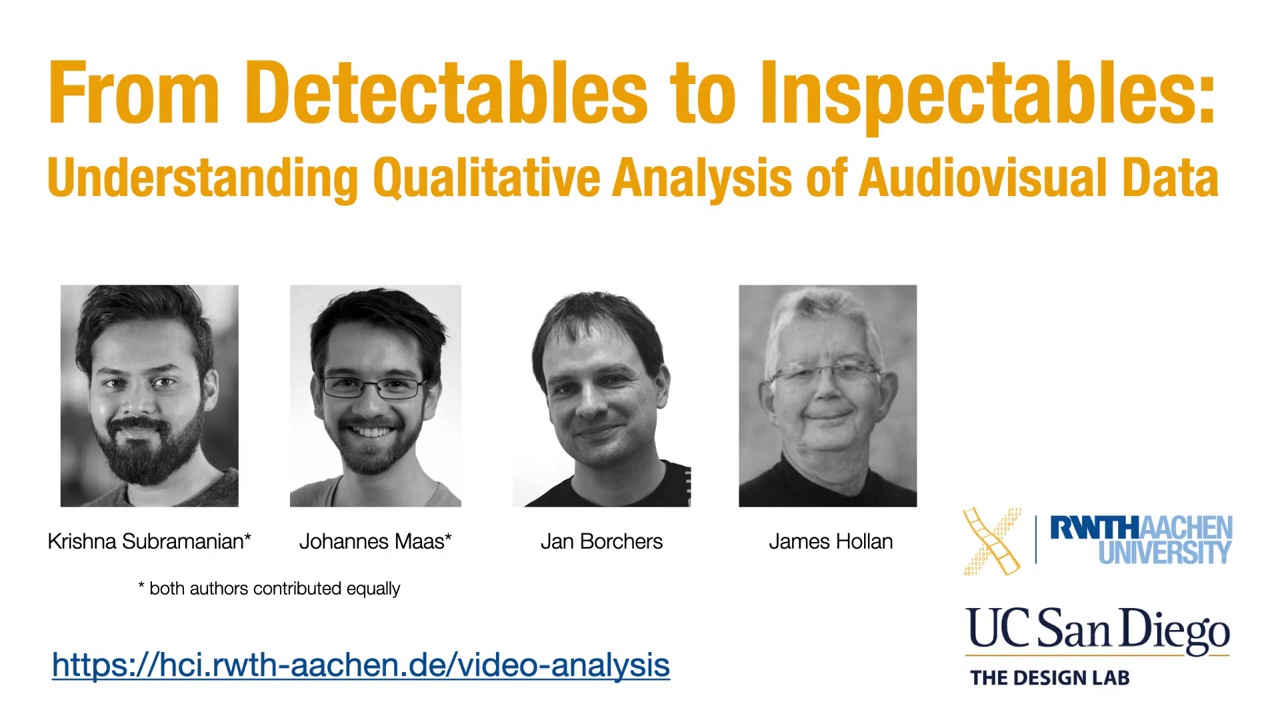 From Detectables to Inspectables:
Understanding Qualitative Analysis of Audiovisual Data
Krishna Subramanian*
Johannes Maas*
Jan Borchers
James Hollan
* both authors contributed equally
https://hci.rwth-aachen.de/video-analysis
RWTHAACHEN
UNIVERSITY
UC San Diego
THE DESIGN LAB